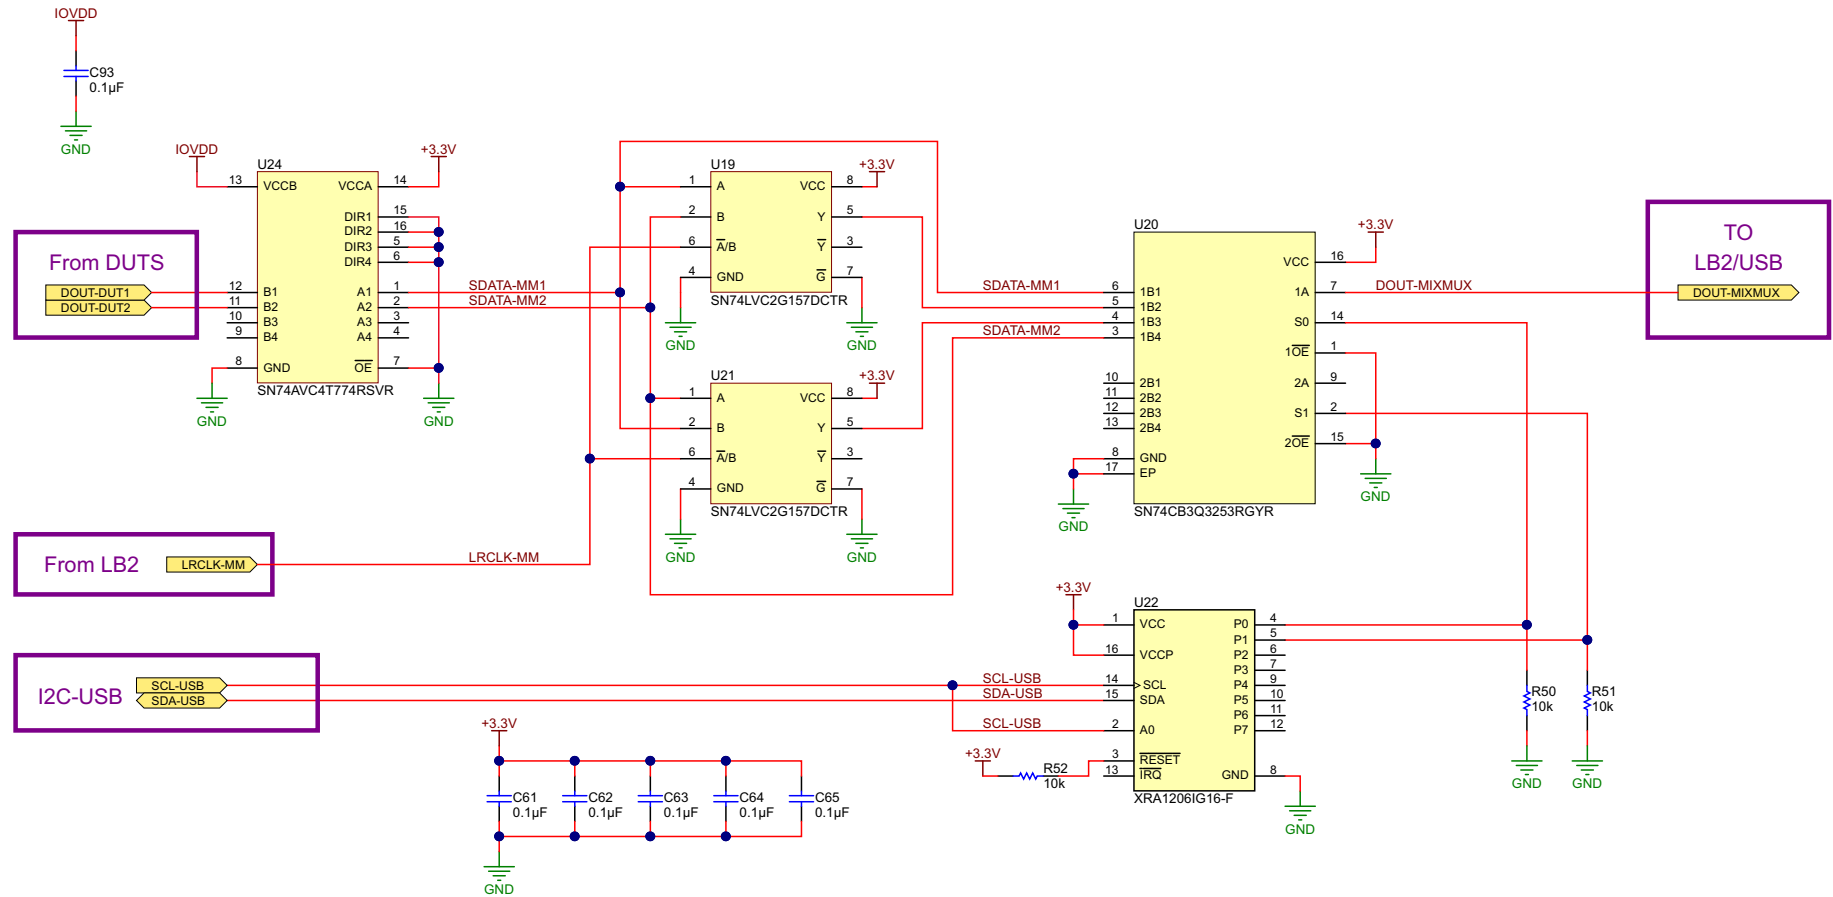 IOVDD
C93
0.1µF
GND
IOVDD
+3.3V
U24
13 VCCB VCCA 14
DIR1 15
DIR2 16
DIR3 5
DIR4 6
12 B1 A1 1
11 B2 A2 2
10 B3 A3 3
9 B4 A4 4
8 GND OE 7
SN74AVC4T774RSVR
GND
GND
From DUTS
DOUT-DUT1
DOUT-DUT2
SDATA-MM1
SDATA-MM2
U19
+3.3V
1 A VCC 8
2 B Y 5
6 A/B Y 3
4 GND G 7
SN74LVC2G157DCTR
GND
GND
U21
+3.3V
1 A VCC 8
2 B Y 5
6 A/B Y 3
4 GND G 7
SN74LVC2G157DCTR
GND
GND
From LB2
LRCLK-MM
LRCLK-MM
SDATA-MM1
SDATA-MM2
U20
+3.3V
VCC 16
6 1B1 1A 7
5 1B2
4 1B3 S0 14
3 1B4
1OE 1
10 2B1 2A 9
11 2B2
12 2B3 S1 2
13 2B4
2OE 15
8 GND
17 EP
SN74CB3Q3253RGYR
GND
GND
DOUT-MIXMUX
TO
LB2/USB
DOUT-MIXMUX
I2C-USB
SCL-USB
SDA-USB
SCL-USB
SDA-USB
SCL-USB
+3.3V
U22
1 VCC P0 4
P1 5
16 VCCP P2 6
P3 7
14 SCL P4 9
15 SDA P5 10
P6 11
2 A0 P7 12
3 RESET
13 IRQ GND 8
XRA1206IG16-F
GND
+3.3V
R52
10k
R50
10k
R51
10k
GND
GND
+3.3V
C61
0.1µF
C62
0.1µF
C63
0.1µF
C64
0.1µF
C65
0.1µF
GND